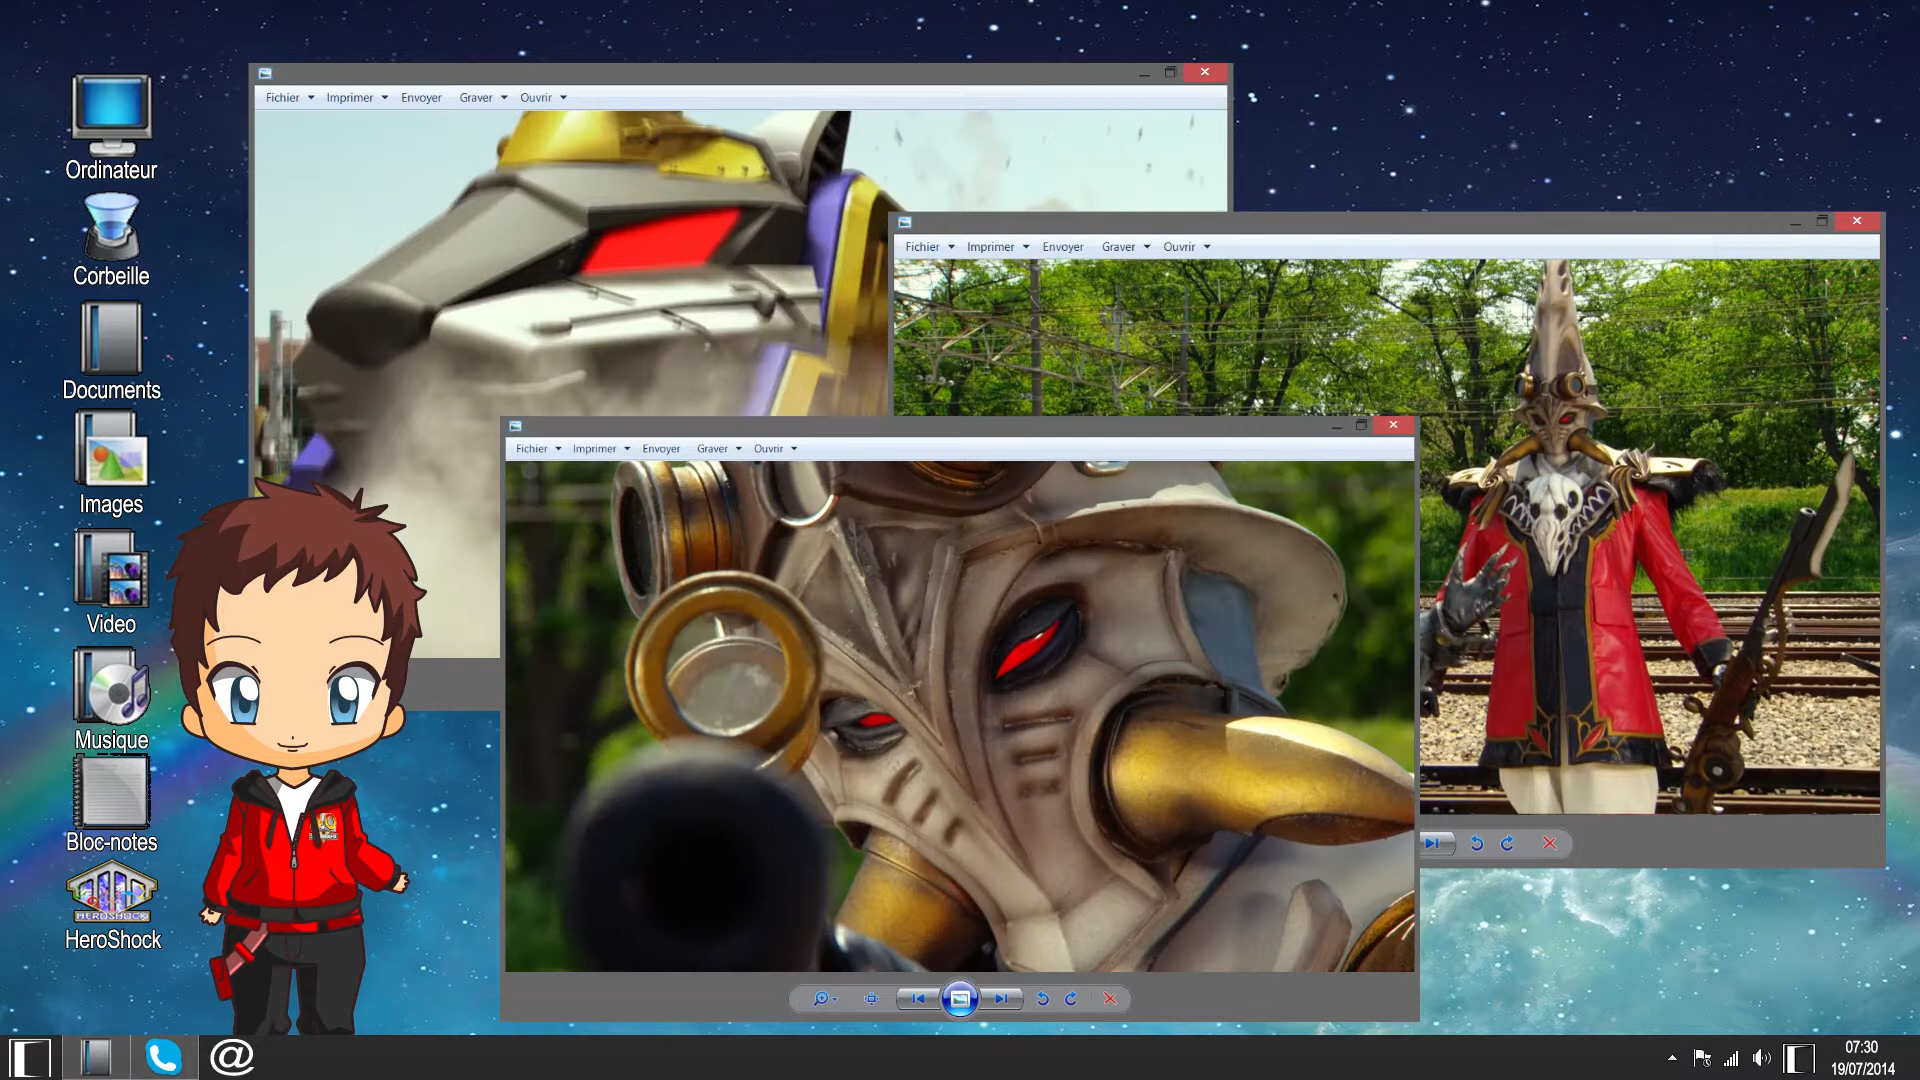 Ordinateur
Corbeille
Documents
Images
Video
Musique
Bloc-notes
HEROSHOCK
HeroShock
Fichier Imprimer Envoyer Graver Ouvrir
Fichier Imprimer Envoyer Graver Ouvrir
Fichier Imprimer Envoyer Graver Ouvrir
@
07:30
19/07/2014